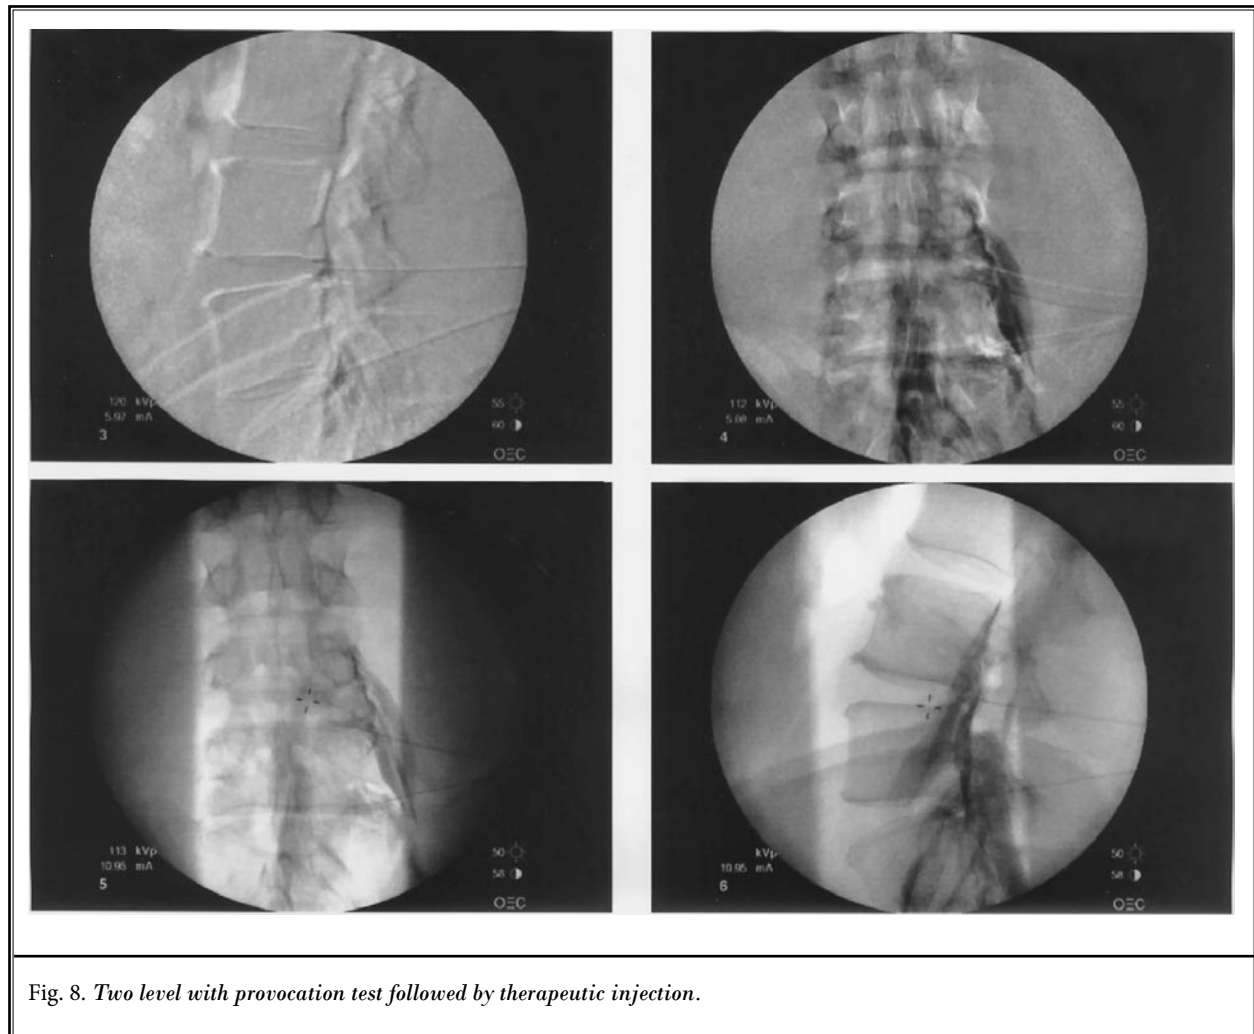 120 kVp
5.97 mA
3
55
60
OEC
112 kVp
5.08 mA
4
55
60
OEC
113 kVp
10.95 mA
5
50
58
OEC
kVp
10.95 mA
6
50
58
OEC
Fig. 8. Two level with provocation test followed by therapeutic injection.